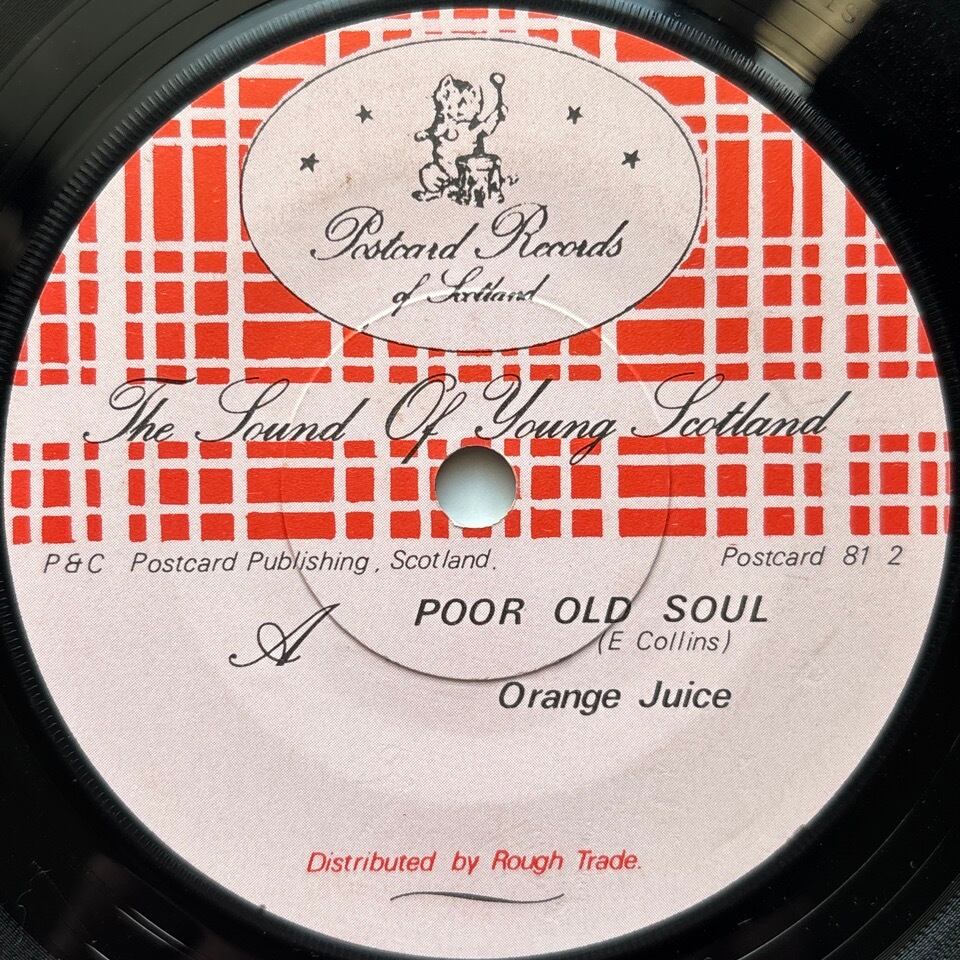 Postcard Records
of Scotland
The Sound Of Young Scotland
P & C Postcard Publishing, Scotland.
Postcard 81 2
A
POOR OLD SOUL
(E Collins)
Orange Juice
Distributed by Rough Trade.